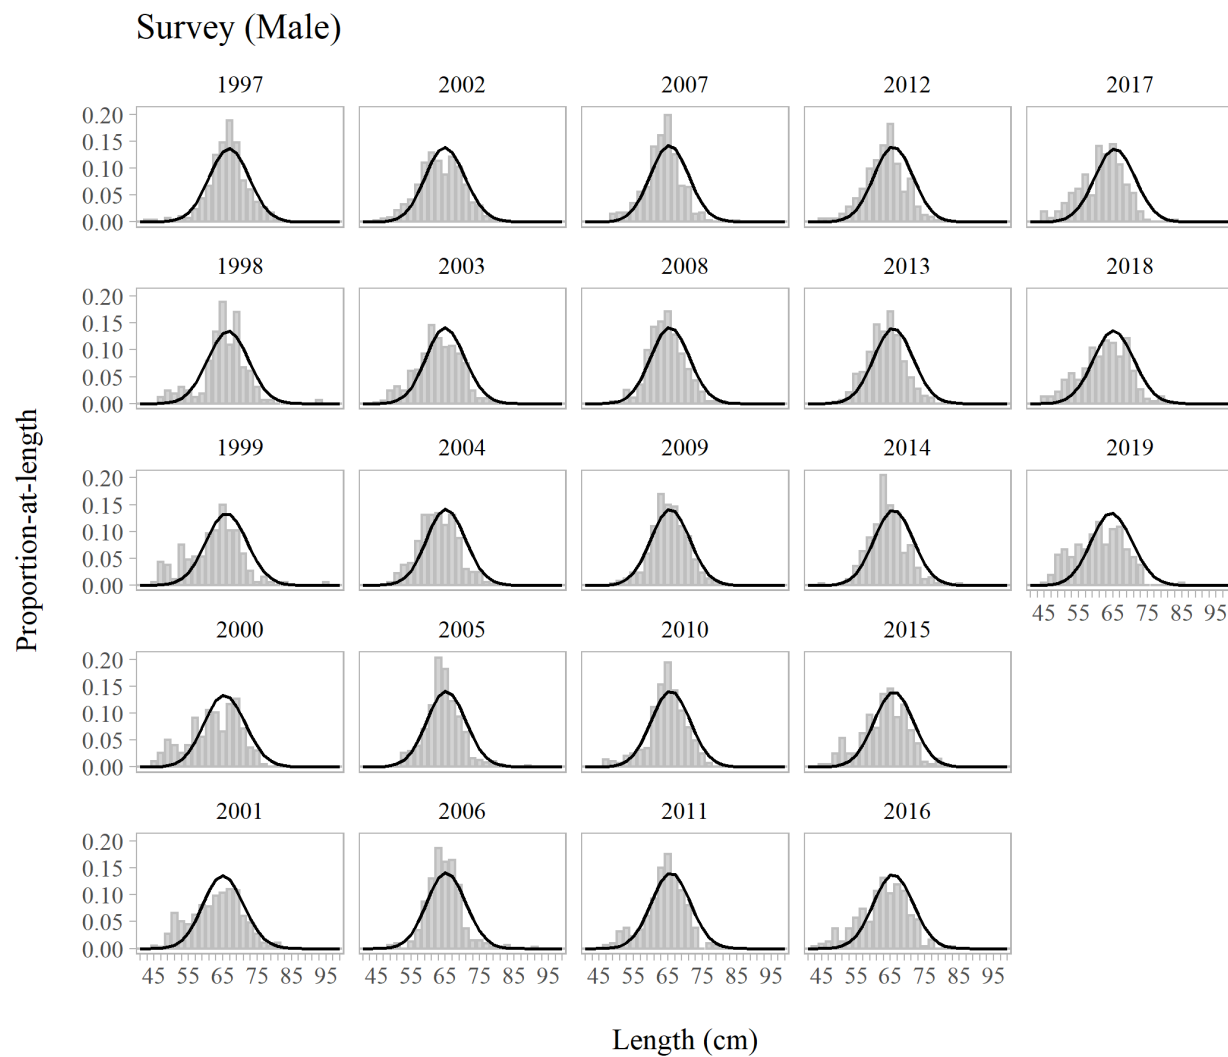 Survey (Male)
1997 2002 2007 2012 2017
0.20
0.15
0.10
0.05
0.00
1998 2003 2008 2013 2018
0.20
0.15
0.10
0.05
0.00
1999 2004 2009 2014 2019
0.20
0.15
0.10
0.05
0.00
45 55 65 75 85 95
2000 2005 2010 2015
0.20
0.15
0.10
0.05
0.00
2001 2006 2011 2016
0.20
0.15
0.10
0.05
0.00
45 55 65 75 85 95 45 55 65 75 85 95 45 55 65 75 85 95 45 55 65 75 85 95
Proportion-at-length
Length (cm)